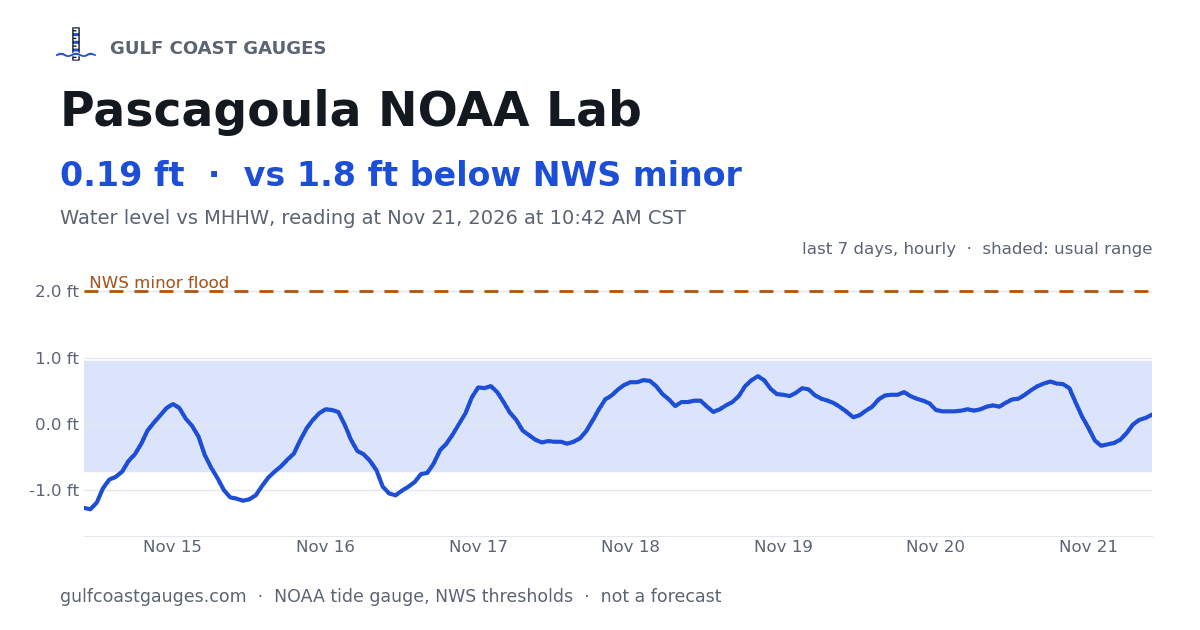 GULF COAST GAUGES
Pascagoula NOAA Lab
0.19 ft · vs 1.8 ft below NWS minor
Water level vs MHHW, reading at Nov 21, 2026 at 10:42 AM CST
last 7 days, hourly · shaded: usual range
NWS minor flood
2.0 ft
1.0 ft
0.0 ft
-1.0 ft
Nov 15 Nov 16 Nov 17 Nov 18 Nov 19 Nov 20 Nov 21
gulfcoastgauges.com · NOAA tide gauge, NWS thresholds · not a forecast